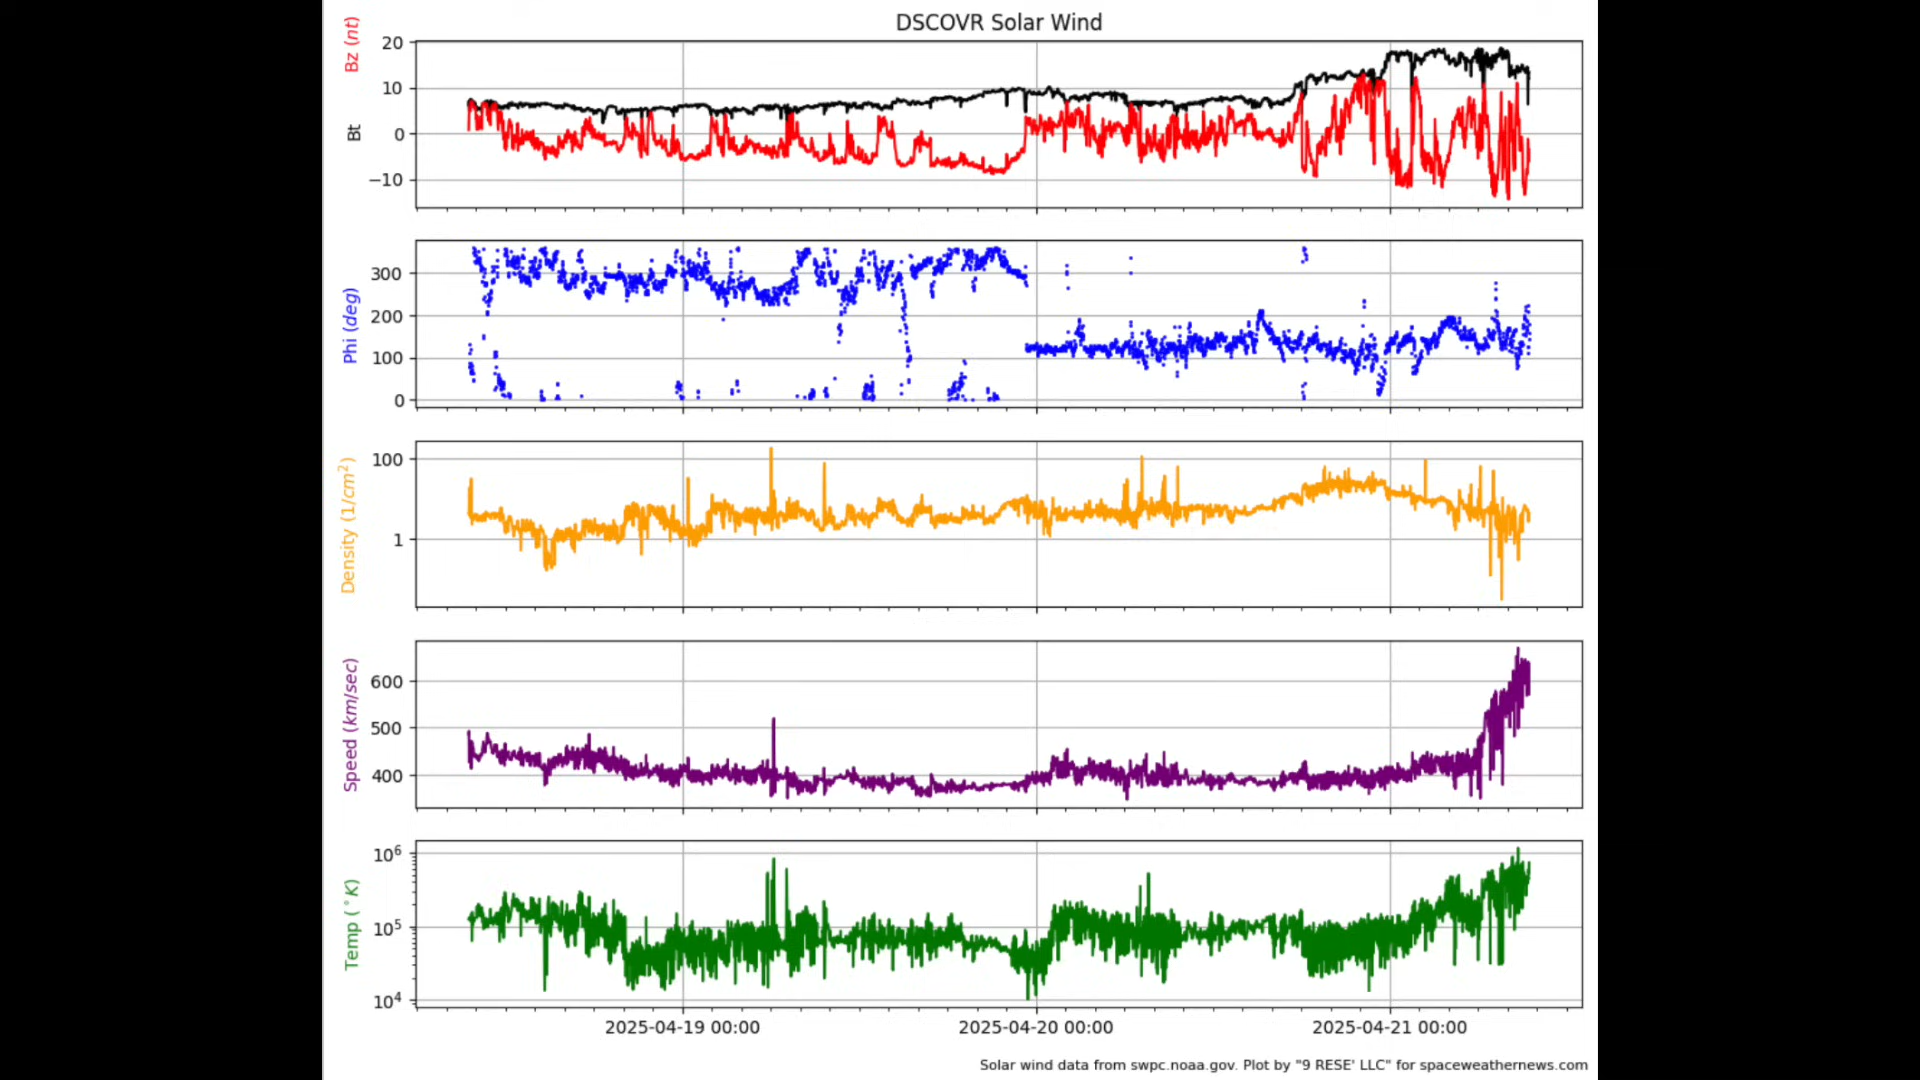 DSCOVR Solar Wind
Bz (nt)
Bt
20
10
0
−10
Phi (deg)
300
200
100
0
Density (1/cm²)
100
1
Speed (km/sec)
600
500
400
Temp (°K)
10⁶
10⁵
10⁴
2025-04-19 00:00
2025-04-20 00:00
2025-04-21 00:00
Solar wind data from swpc.noaa.gov. Plot by "9 RESE' LLC" for spaceweathernews.com